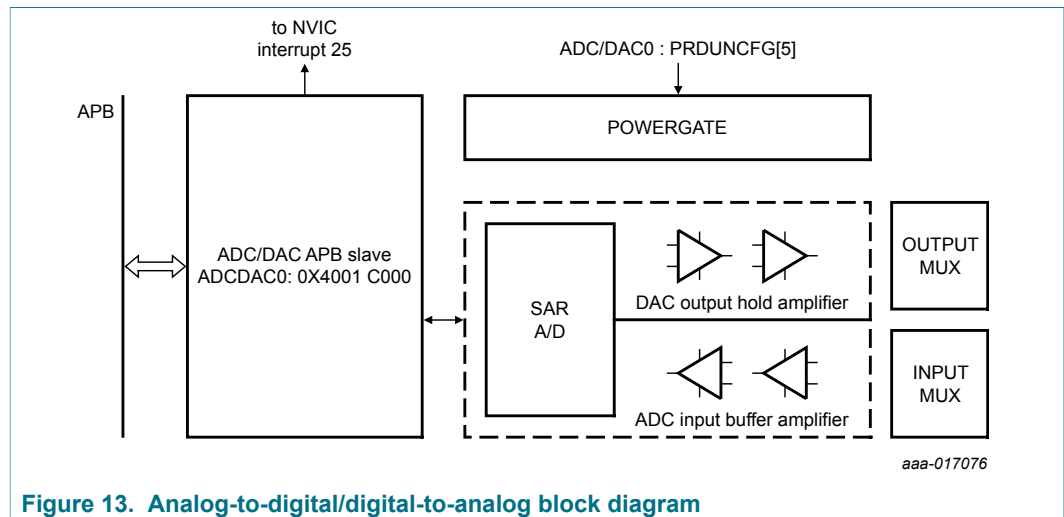 to NVIC
interrupt 25
ADC/DAC0 : PRDUNCFG[5]
APB
POWERGATE
ADC/DAC APB slave
ADCDAC0: 0X4001 C000
SAR
A/D
DAC output hold amplifier
ADC input buffer amplifier
OUTPUT
MUX
INPUT
MUX
aaa-017076
Figure 13. Analog-to-digital/digital-to-analog block diagram